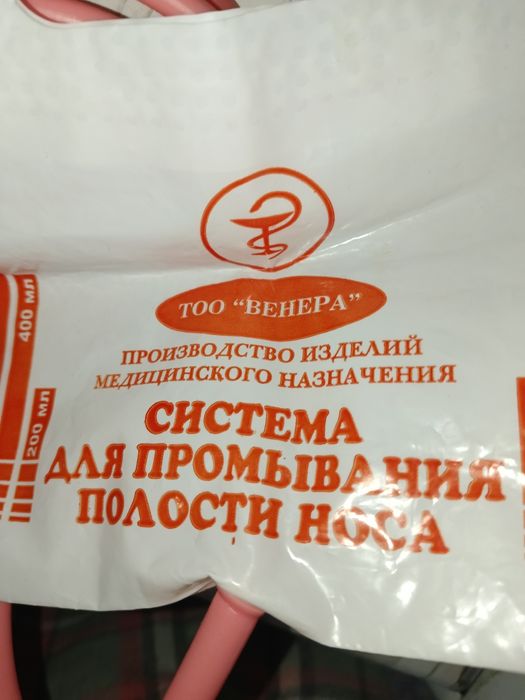 ТОО "ВЕНЕРА"
ПРОИЗВОДСТВО ИЗДЕЛИЙ
МЕДИЦИНСКОГО НАЗНАЧЕНИЯ
СИСТЕМА
ДЛЯ ПРОМЫВАНИЯ
ПОЛОСТИ НОСА
400 МЛ
200 МЛ